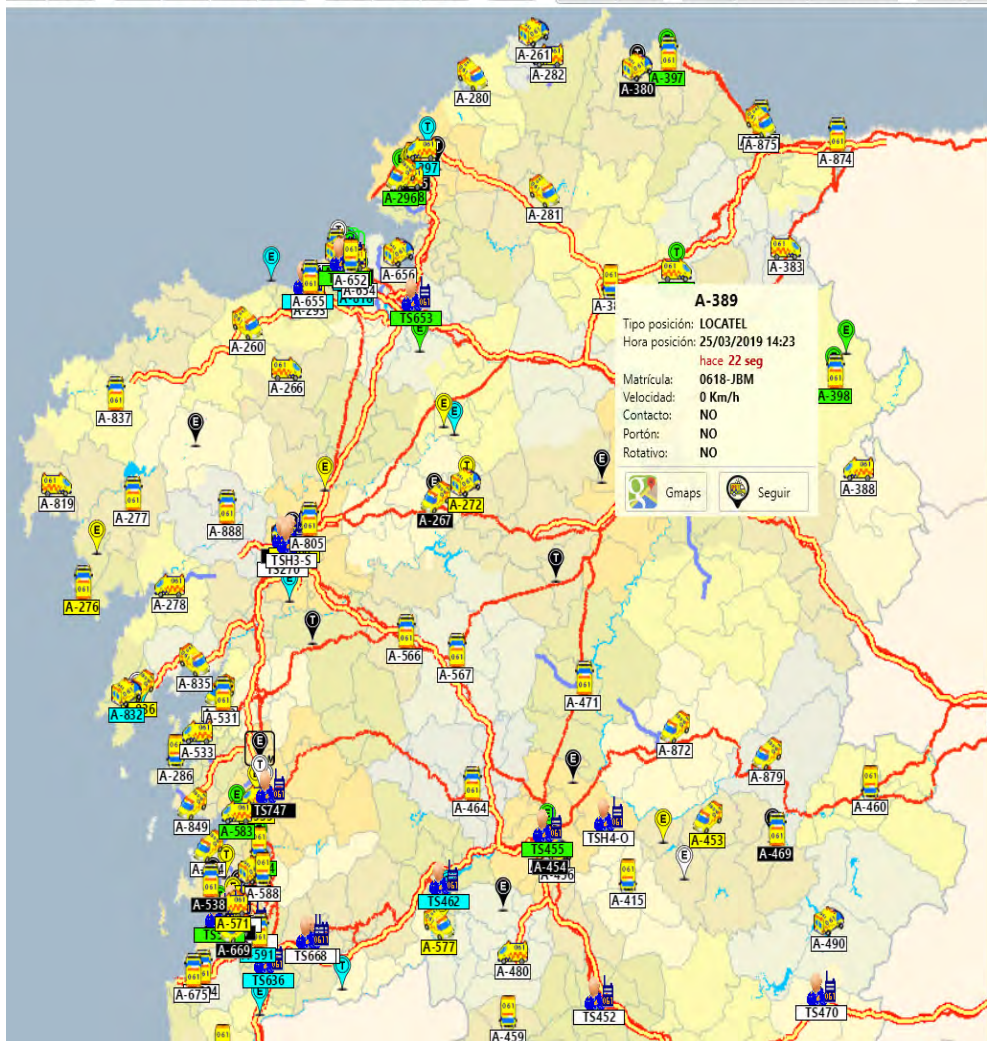 A-261
A-282
A-397
A-380
A-280
T
A-875
A-874
A-296
A-281
T
A-383
E
A-656
A-652
A-655
TS653
E
A-260
A-266
A-837
E
A-398
A-389
Tipo posición: LOCATEL
Hora posición: 25/03/2019 14:23
hace 22 seg
Matrícula: 0618-JBM
Velocidad: 0 Km/h
Contacto: NO
Portón: NO
Rotativo: NO
Gmaps
Seguir
E
E
E
E
E
E
T
A-272
A-267
A-388
A-819
A-277
A-888
A-805
TSH3-S
TS270
E
E
T
A-276
A-278
T
A-566
A-567
A-835
A-832
A-531
A-471
A-533
A-872
A-286
E
T
E
A-879
TS747
A-464
A-460
A-849
E
A-583
TS455
TSH4-O
E
A-453
A-469
A-454
E
A-588
A-538
T
TS462
E
A-415
A-571
A-669
A-577
A-490
TS668
A-480
A-675
TS636
T
E
TS452
TS470
A-459